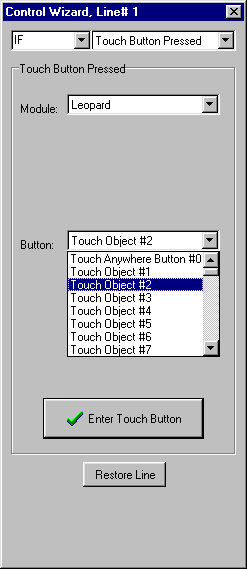 Control Wizard, Line# 1
IF Touch Button Pressed
Touch Button Pressed
Module: Leopard
Button: Touch Object #2
Touch Anywhere Button #0
Touch Object #1
Touch Object #2
Touch Object #3
Touch Object #4
Touch Object #5
Touch Object #6
Touch Object #7
Enter Touch Button
Restore Line